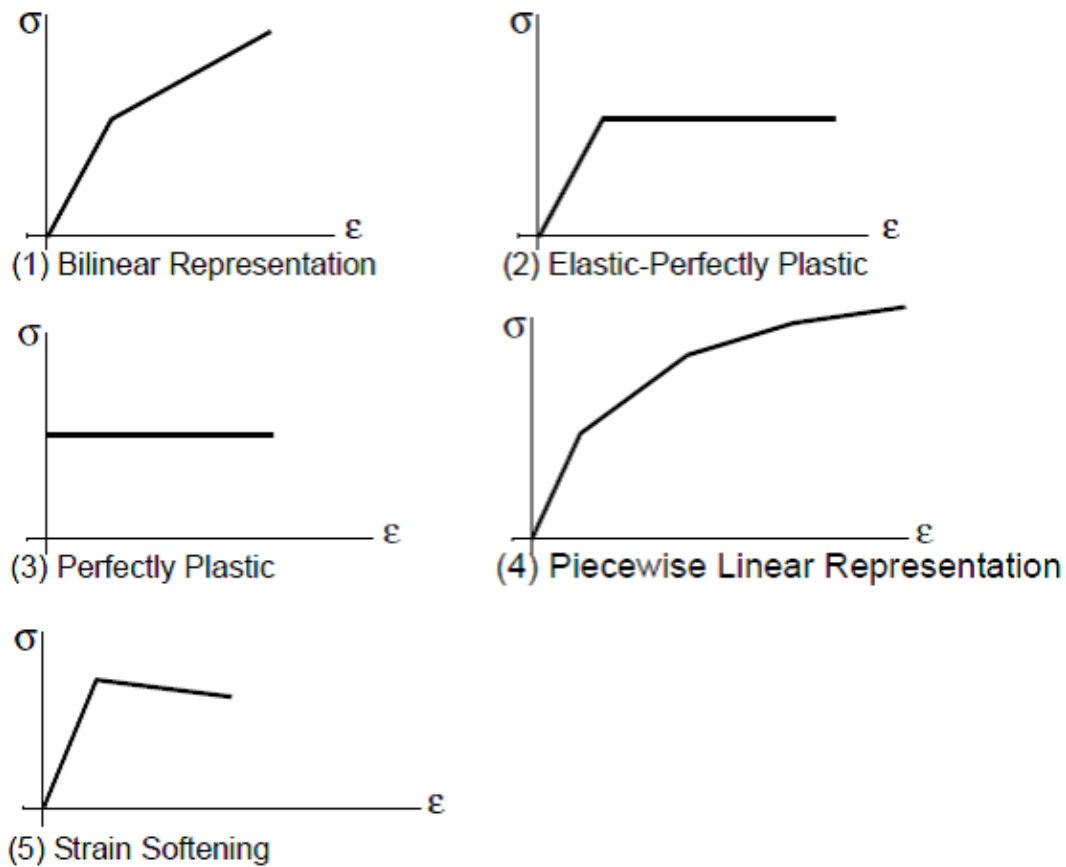 σ
ε
(1) Bilinear Representation
σ
ε
(2) Elastic-Perfectly Plastic
σ
ε
(3) Perfectly Plastic
σ
ε
(4) Piecewise Linear Representation
σ
ε
(5) Strain Softening